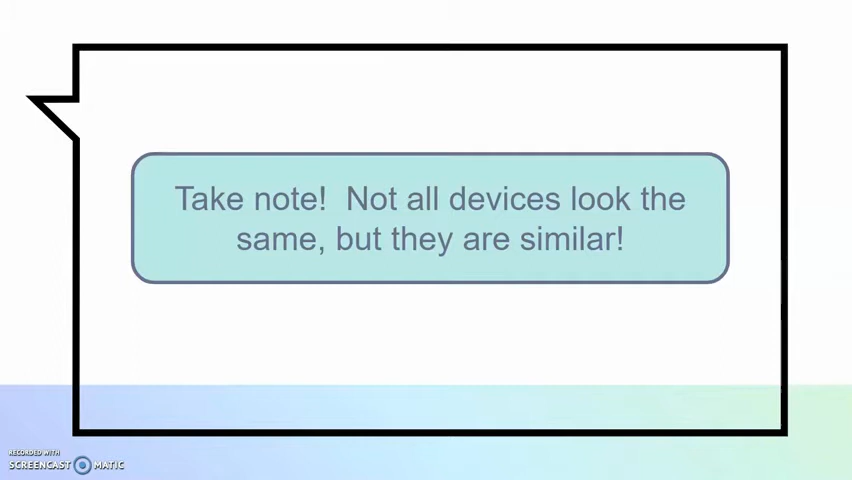 Take note!  Not all devices look the
same, but they are similar!
RECORDED WITH
SCREENCAST MATIC